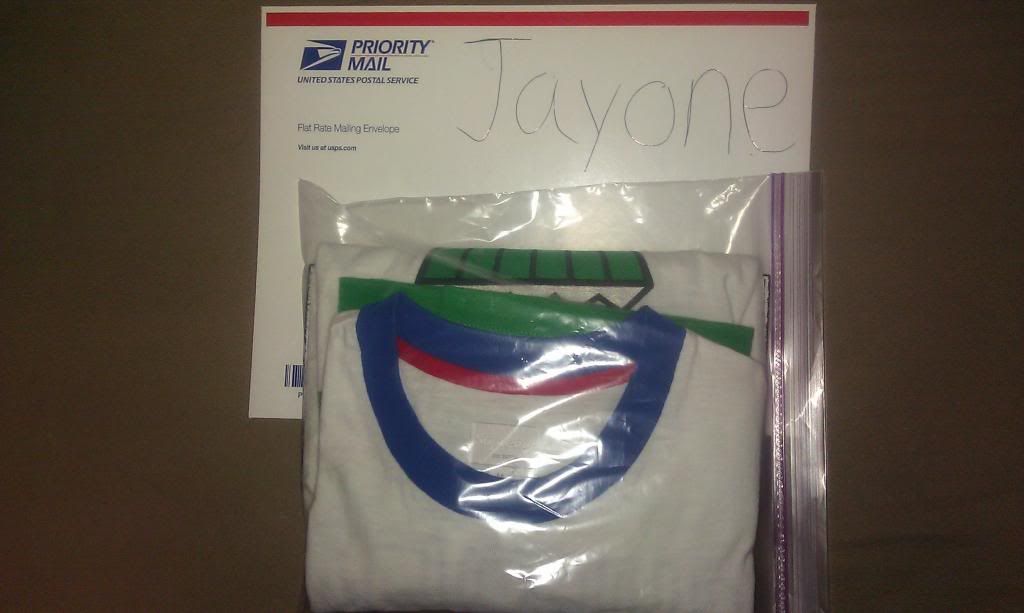 PRIORITY
MAIL
UNITED STATES POSTAL SERVICE
Jayone
Flat Rate Mailing Envelope
Visit us at usps.com
P